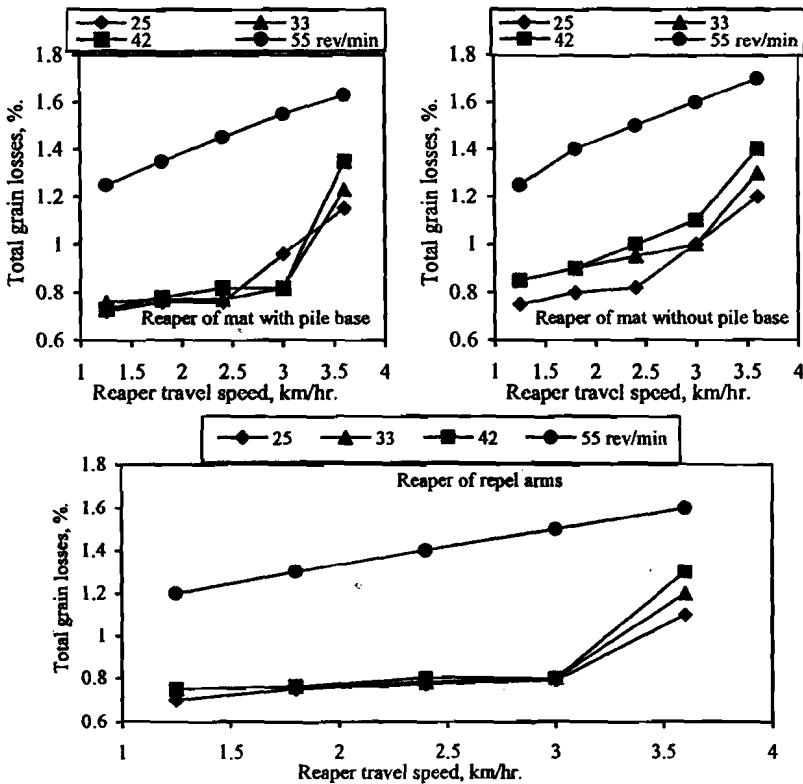 25 33
42 55 rev/min
1.8
1.6
1.4
1.2
1
0.8
0.6
Total grain losses, %.
Reaper of mat with pile base
1 1.5 2 2.5 3 3.5 4
Reaper travel speed, km/hr.
25 33
42 55 rev/min
1.8
1.6
1.4
1.2
1
0.8
0.6
Total grain losses, %.
Reaper of mat without pile base
1 1.5 2 2.5 3 3.5 4
Reaper travel speed, km/hr.
25 33 42 55 rev/min
1.8
1.6
1.4
1.2
1
0.8
0.6
Total grain losses, %.
Reaper of repel arms
1 1.5 2 2.5 3 3.5 4
Reaper travel speed, km/hr.